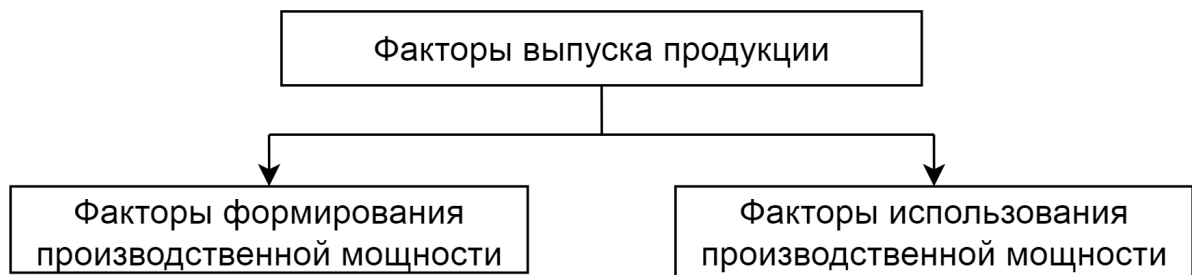 Факторы выпуска продукции
Факторы формирования
производственной мощности
Факторы использования
производственной мощности